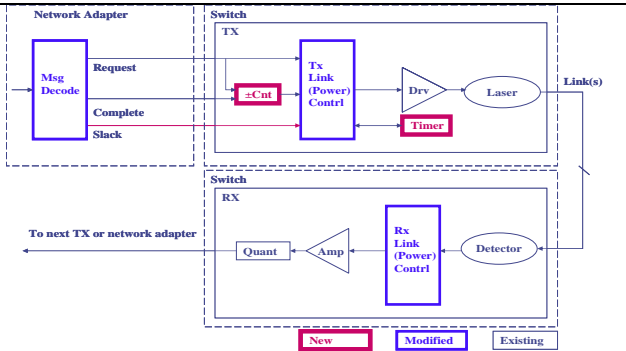 Network Adapter
Switch
TX
Msg
Decode
Request
Complete
Slack
±Cnt
Tx
Link
(Power)
Contrl
Drv
Laser
Timer
Link(s)
Switch
RX
To next TX or network adapter
Quant
Amp
Rx
Link
(Power)
Contrl
Detector
New
Modified
Existing